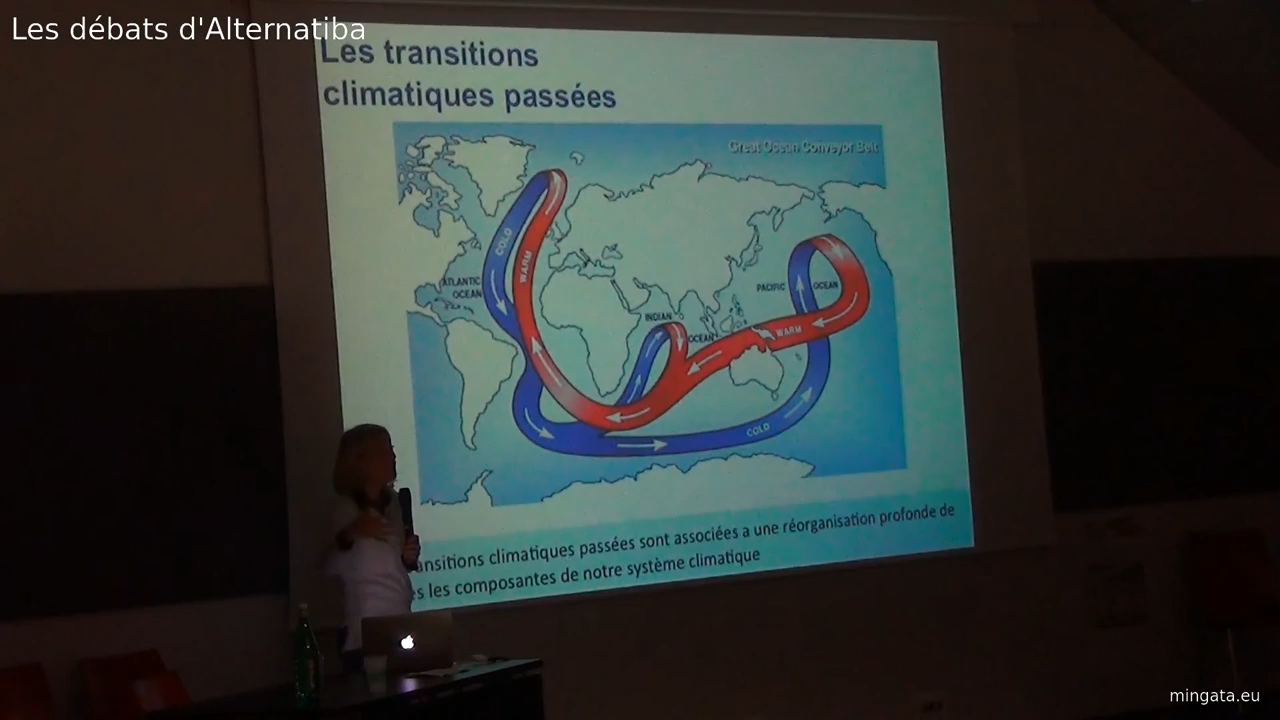 Les débats d'Alternatiba
Les transitions
climatiques passées
Great Ocean Conveyor Belt
COLD
WARM
ATLANTIC
OCEAN
PACIFIC OCEAN
INDIAN
OCEAN
WARM
COLD
ansitions climatiques passées sont associées a une réorganisation profonde de
s les composantes de notre système climatique
mingata.eu